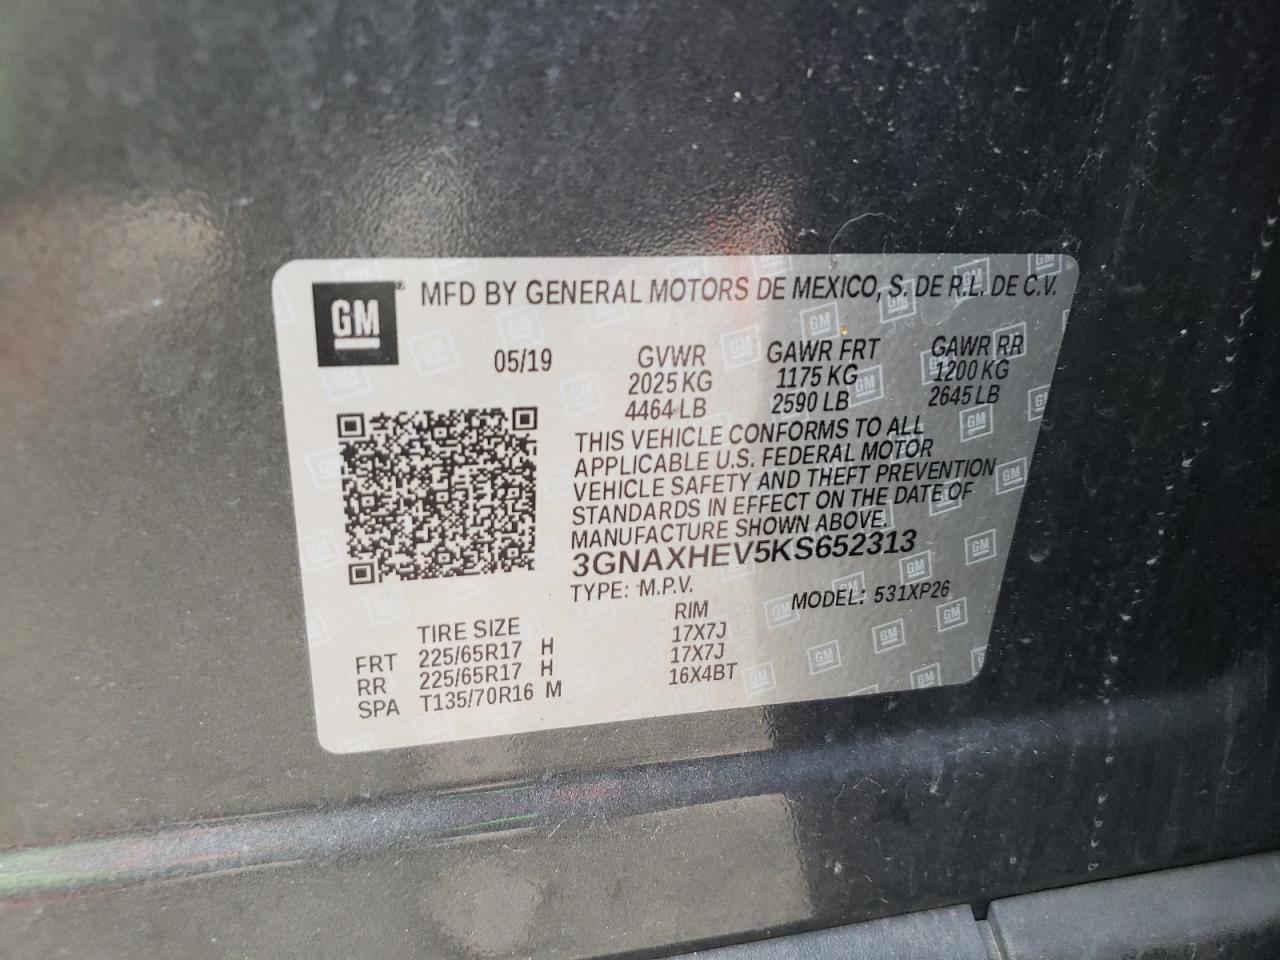 GM® MFD BY GENERAL MOTORS DE MEXICO, S. DE R.L. DE C.V.
05/19 GVWR GAWR FRT GAWR RR
2025 KG 1175 KG 1200 KG
4464 LB 2590 LB 2645 LB
THIS VEHICLE CONFORMS TO ALL
APPLICABLE U.S. FEDERAL MOTOR
VEHICLE SAFETY AND THEFT PREVENTION
STANDARDS IN EFFECT ON THE DATE OF
MANUFACTURE SHOWN ABOVE.
3GNAXHEV5KS652313
TYPE: M.P.V. MODEL: 531XP26
TIRE SIZE RIM
FRT 225/65R17 H 17X7J
RR 225/65R17 H 17X7J
SPA T135/70R16 M 16X4BT